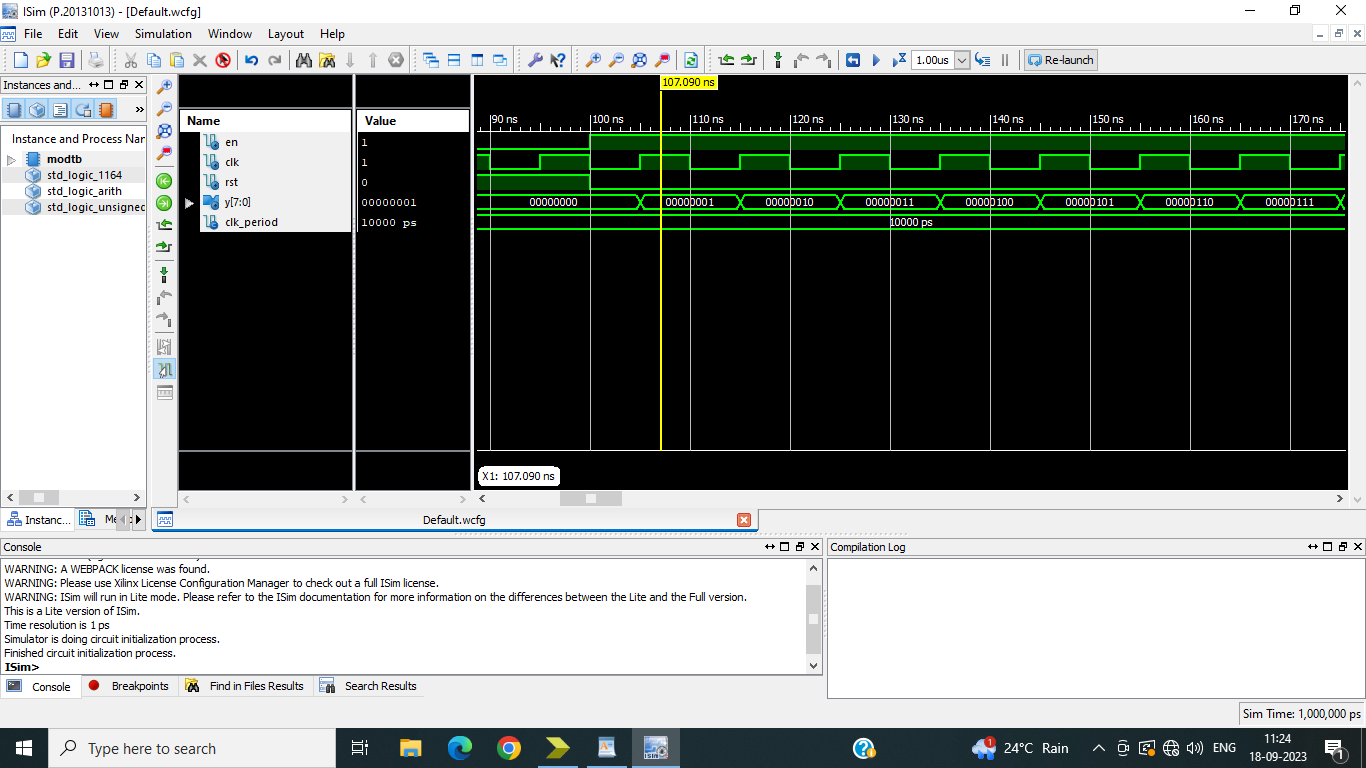 ISim (P.20131013) - [Default.wcfg]
File Edit View Simulation Window Layout Help
1.00us Re-launch
Instances and...
Instance and Process Nar
modtb
std_logic_1164
std_logic_arith
std_logic_unsigned
Name Value
en 1
clk 1
rst 0
y[7:0] 00000001
clk_period 10000 ps
107.090 ns
90 ns 100 ns 110 ns 120 ns 130 ns 140 ns 150 ns 160 ns 170 ns
00000000 00000001 00000010 00000011 00000100 00000101 00000110 00000111
10000 ps
X1: 107.090 ns
Instanc... Me
Default.wcfg
Console
WARNING: A WEBPACK license was found.
WARNING: Please use Xilinx License Configuration Manager to check out a full ISim license.
WARNING: ISim will run in Lite mode. Please refer to the ISim documentation for more information on the differences between the Lite and the Full version.
This is a Lite version of ISim.
Time resolution is 1 ps
Simulator is doing circuit initialization process.
Finished circuit initialization process.
ISim>
Console Breakpoints Find in Files Results Search Results
Compilation Log
Sim Time: 1,000,000 ps
Type here to search
ISim
1
24°C Rain
ENG
11:24
18-09-2023
1